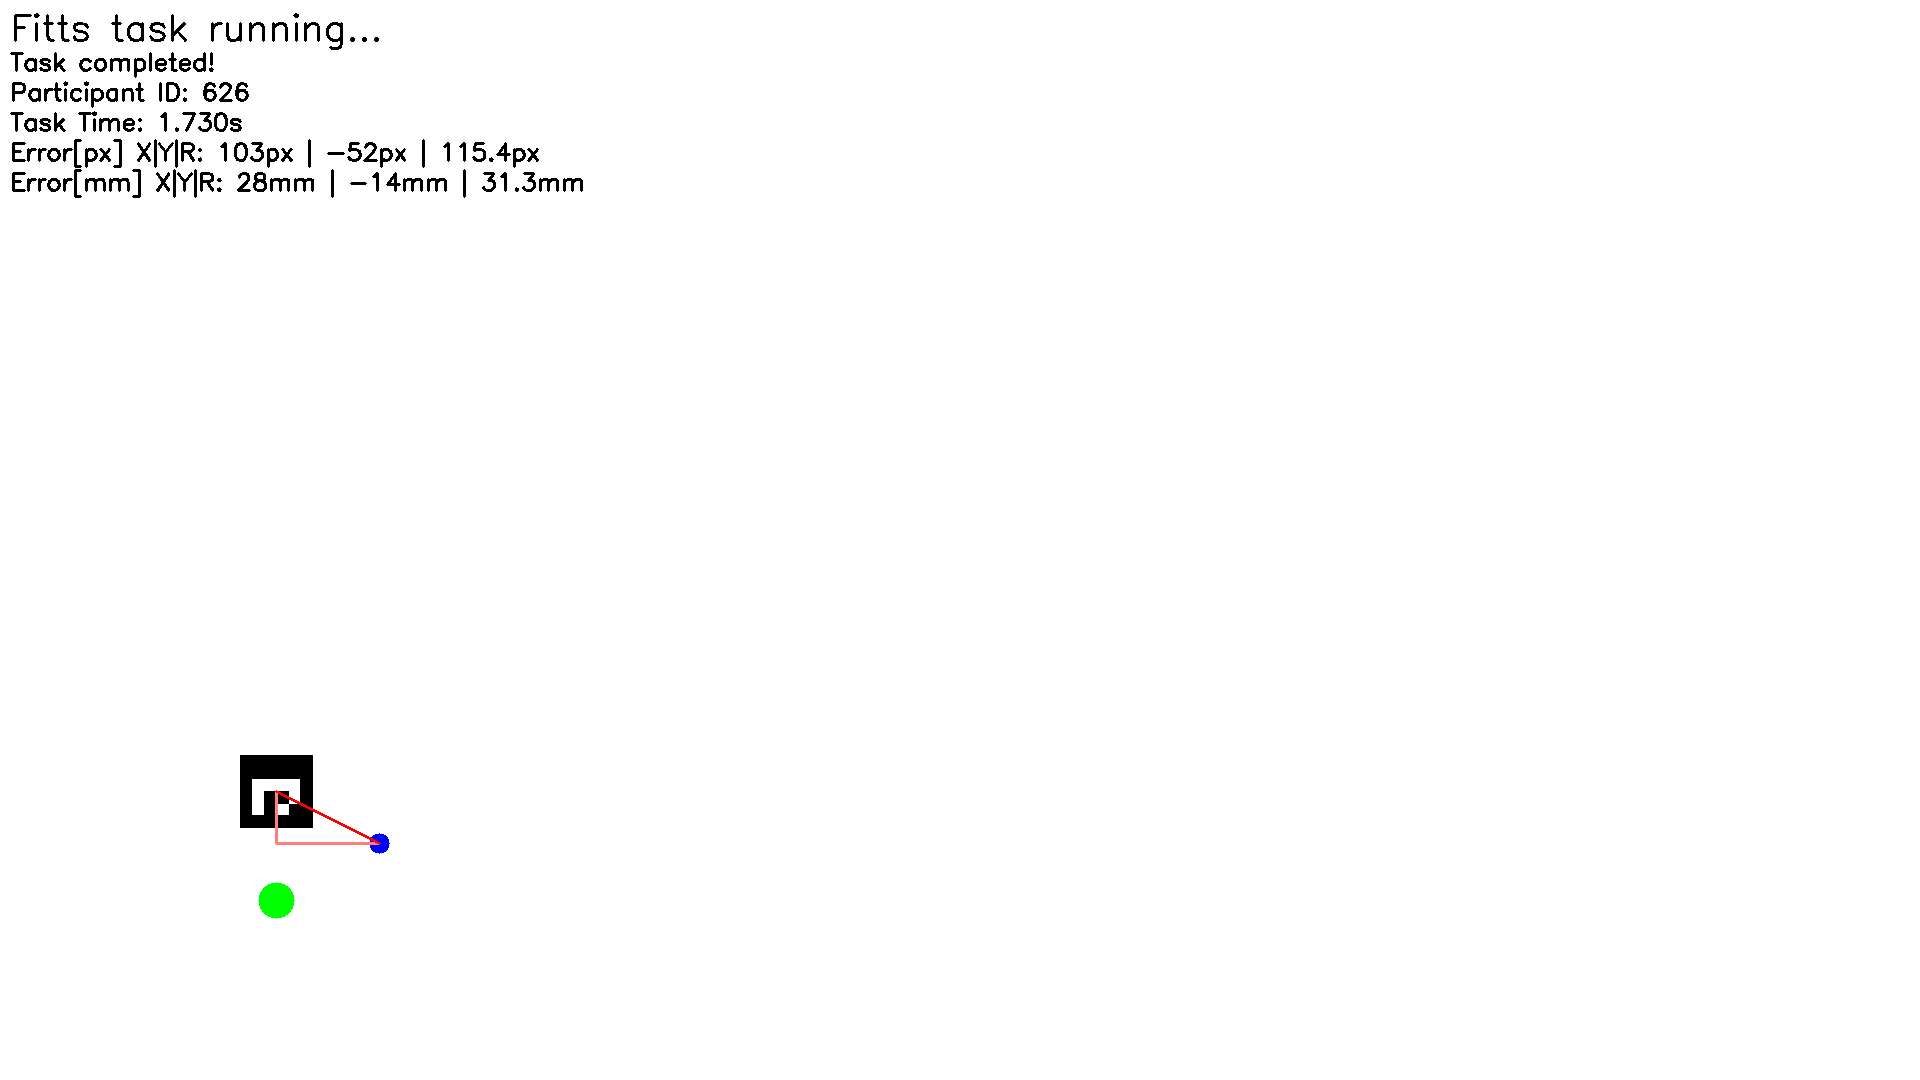 Fitts task running...
Task completed!
Participant ID: 626
Task Time: 1.730s
Error[px] X|Y|R: 103px | -52px | 115.4px
Error[mm] X|Y|R: 28mm | -14mm | 31.3mm